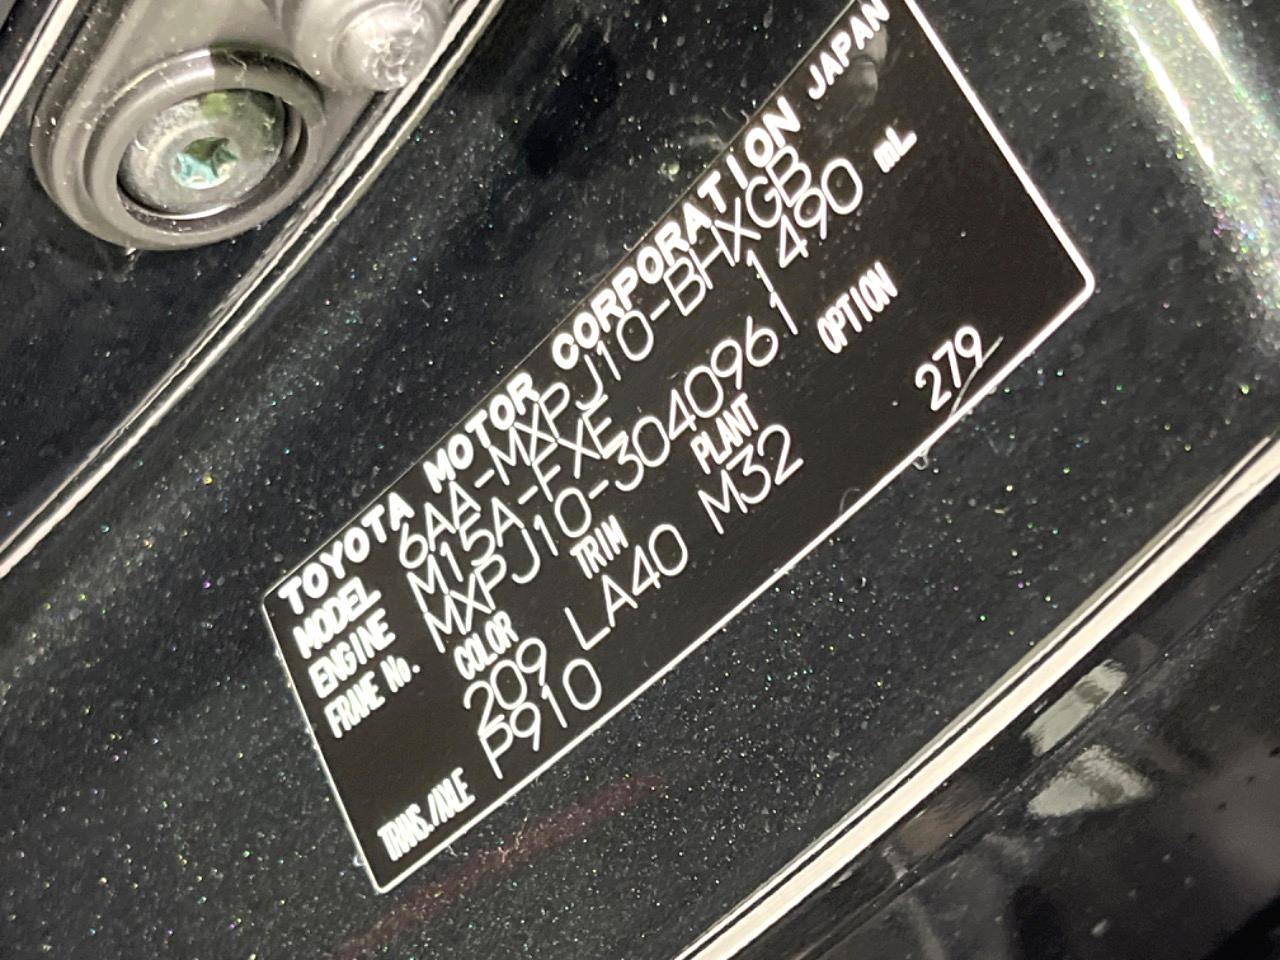 TOYOTA MOTOR CORPORATION JAPAN
MODEL 6AA-MXPJ10-BHXGB
ENGINE M15A-FXE 1490 mL
FRAME No. MXPJ10-3040961
COLOR TRIM PLANT OPTION
209 LA40 M32
TRANS./AXLE P910 279